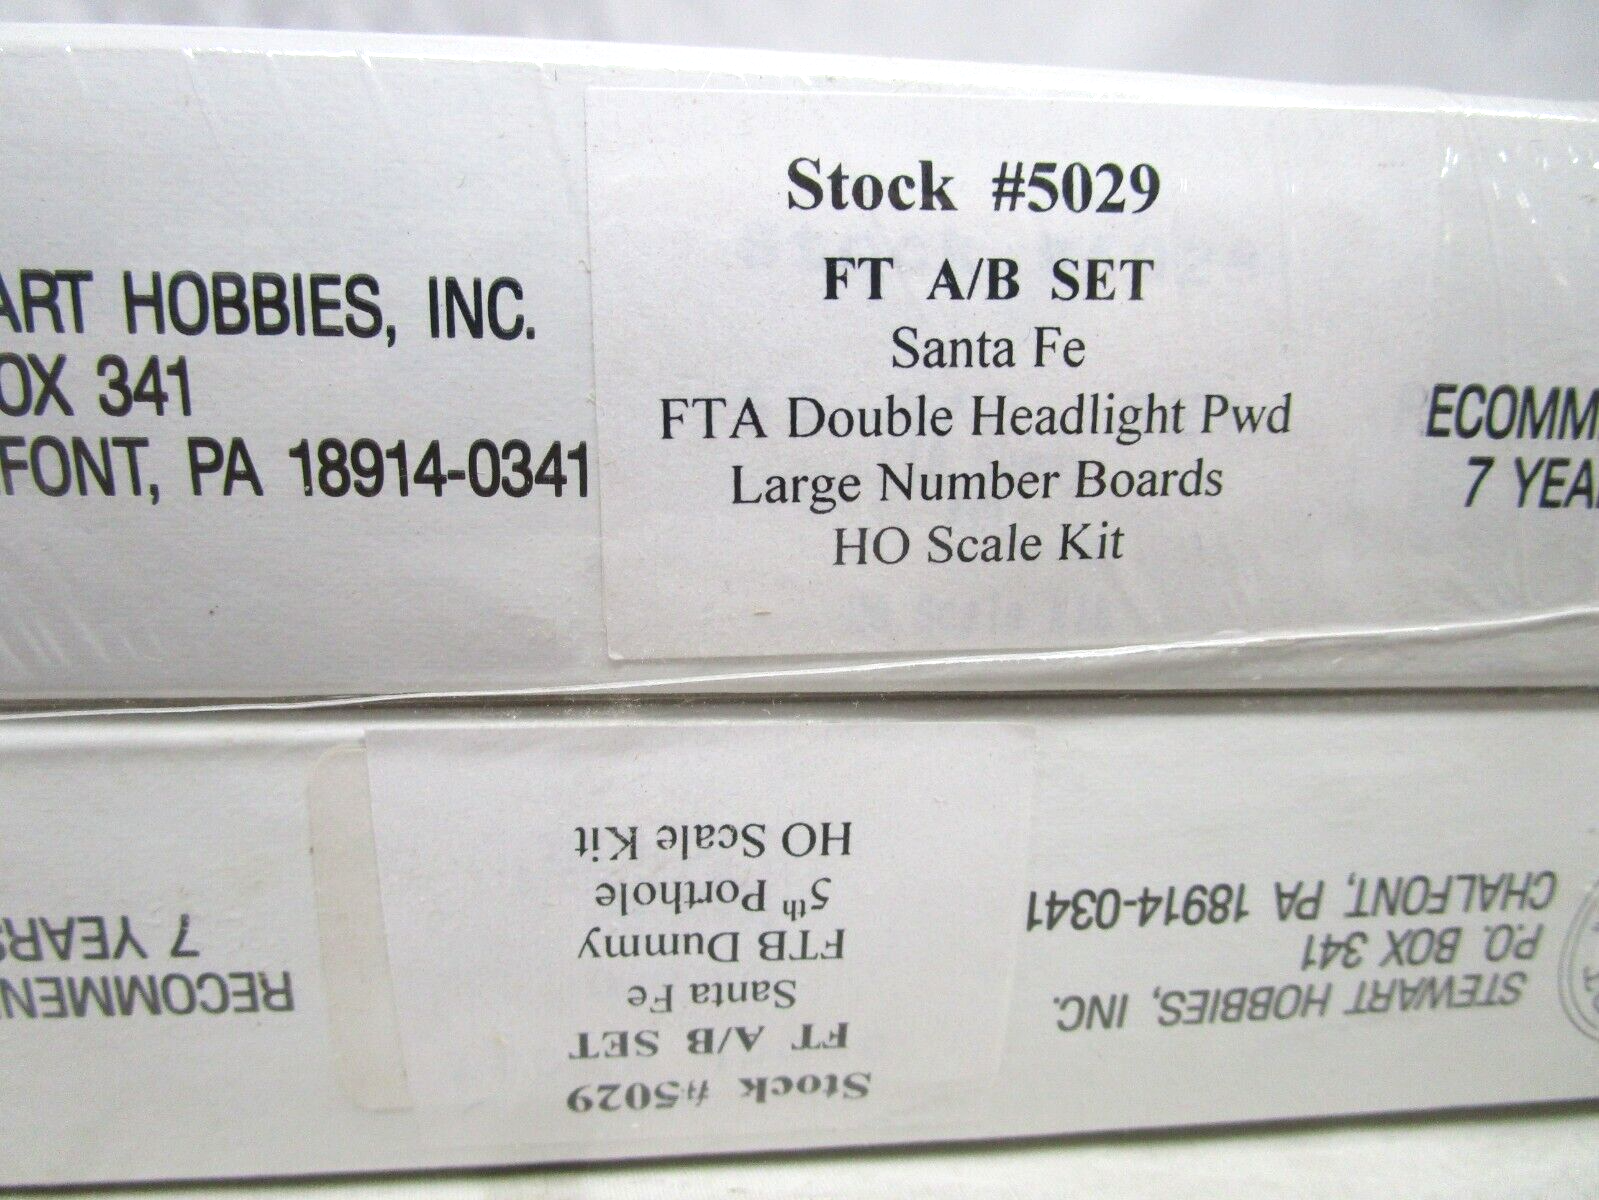 ART HOBBIES, INC.
OX 341
FONT, PA 18914-0341
Stock #5029
FT A/B SET
Santa Fe
FTA Double Headlight Pwd
Large Number Boards
HO Scale Kit
ECOMM
7 YEA
STEWART HOBBIES, INC.
P.O. BOX 341
CHALFONT, PA 18914-0341
Stock #5029
FT A/B SET
Santa Fe
FTB Dummy
5th Porthole
HO Scale Kit
RECOMMEN
7 YEARS